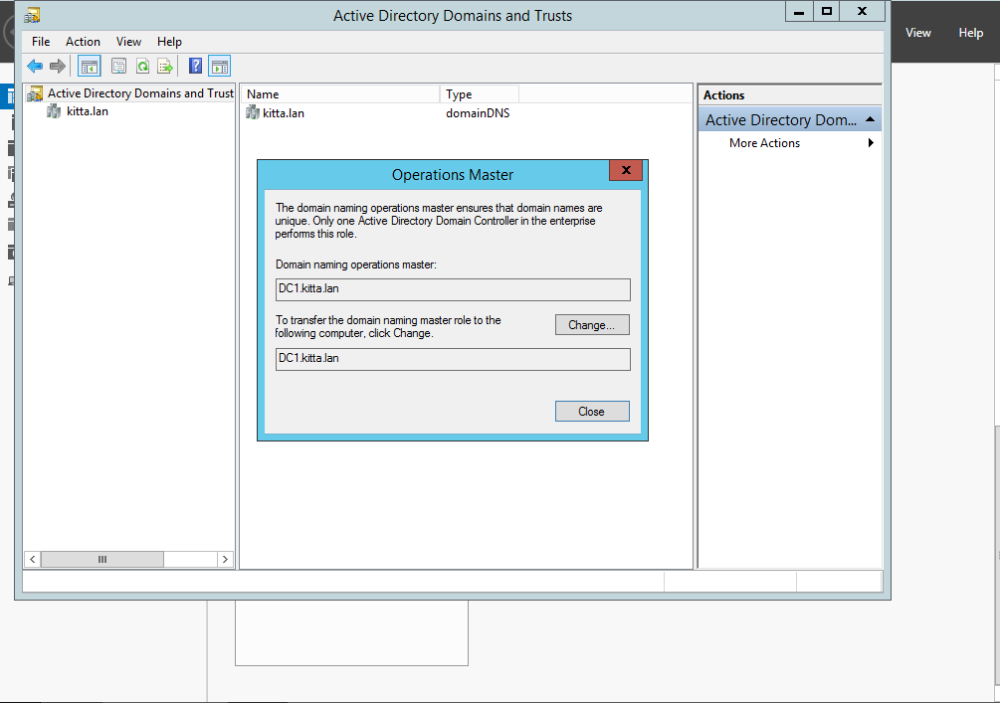 Active Directory Domains and Trusts
View
Help
File
Action
View
Help
Active Directory Domains and Trust
kitta.lan
Name
Type
kitta.lan
domainDNS
Actions
Active Directory Dom...
More Actions
Operations Master
The domain naming operations master ensures that domain names are
unique. Only one Active Directory Domain Controller in the enterprise
performs this role.
Domain naming operations master:
DC1.kitta.lan
To transfer the domain naming master role to the
following computer, click Change.
Change...
DC1.kitta.lan
Close